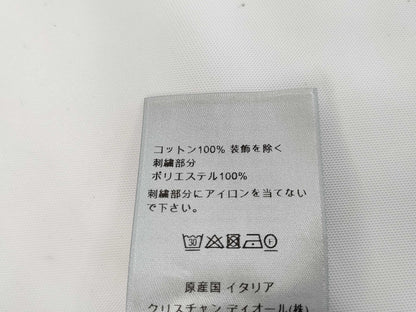 コットン100% 装飾を除く
刺繍部分
ポリエステル100%
刺繍部分にアイロンを当てない
で下さい。
30 F
原産国 イタリア
クリスチャン ディオール(株)